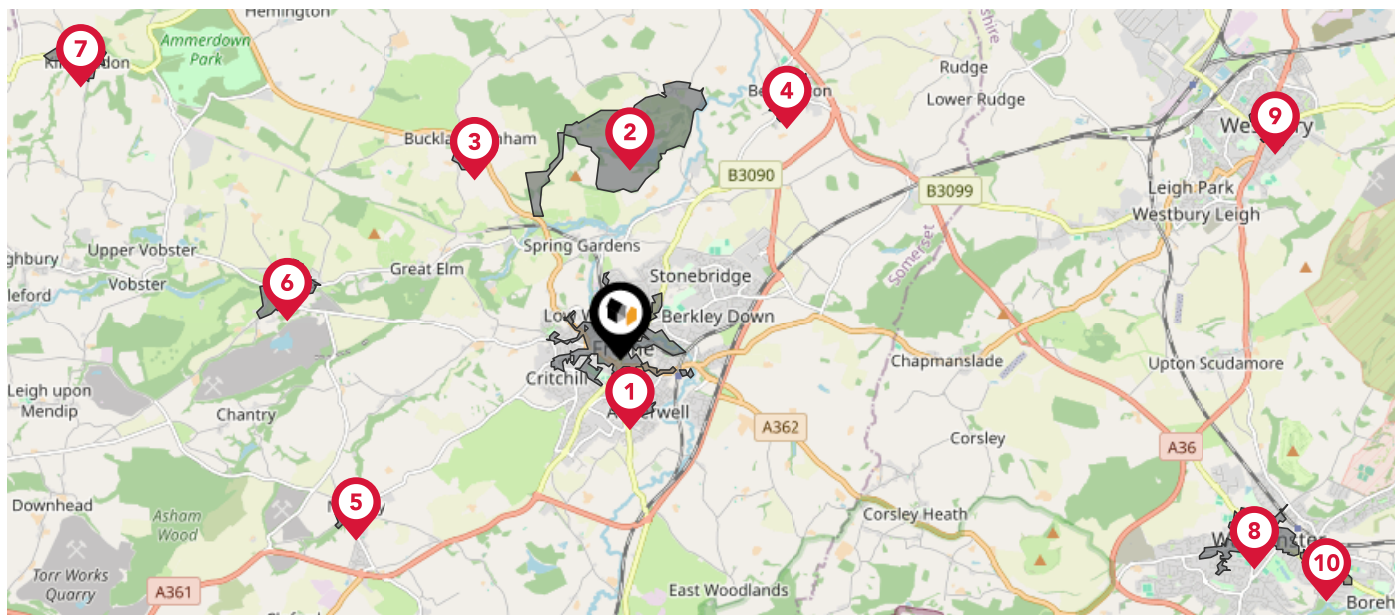 Hemington
Ammerdown
Park
7
Rudge
Lower Rudge
4
9
2
3
B3090
B3099
Leigh Park
Westbury Leigh
Somerset
Spring Gardens
Upper Vobster
Great Elm
Vobster
Stonebridge
6
Berkley Down
Chapmanslade
Upton Scudamore
Critchill
1
Leigh upon
Mendip
Chantry
A362
Corsley
A36
Downhead
5
Asham
Wood
Corsley Heath
8
10
Torr Works
Quarry
A361
East Woodlands